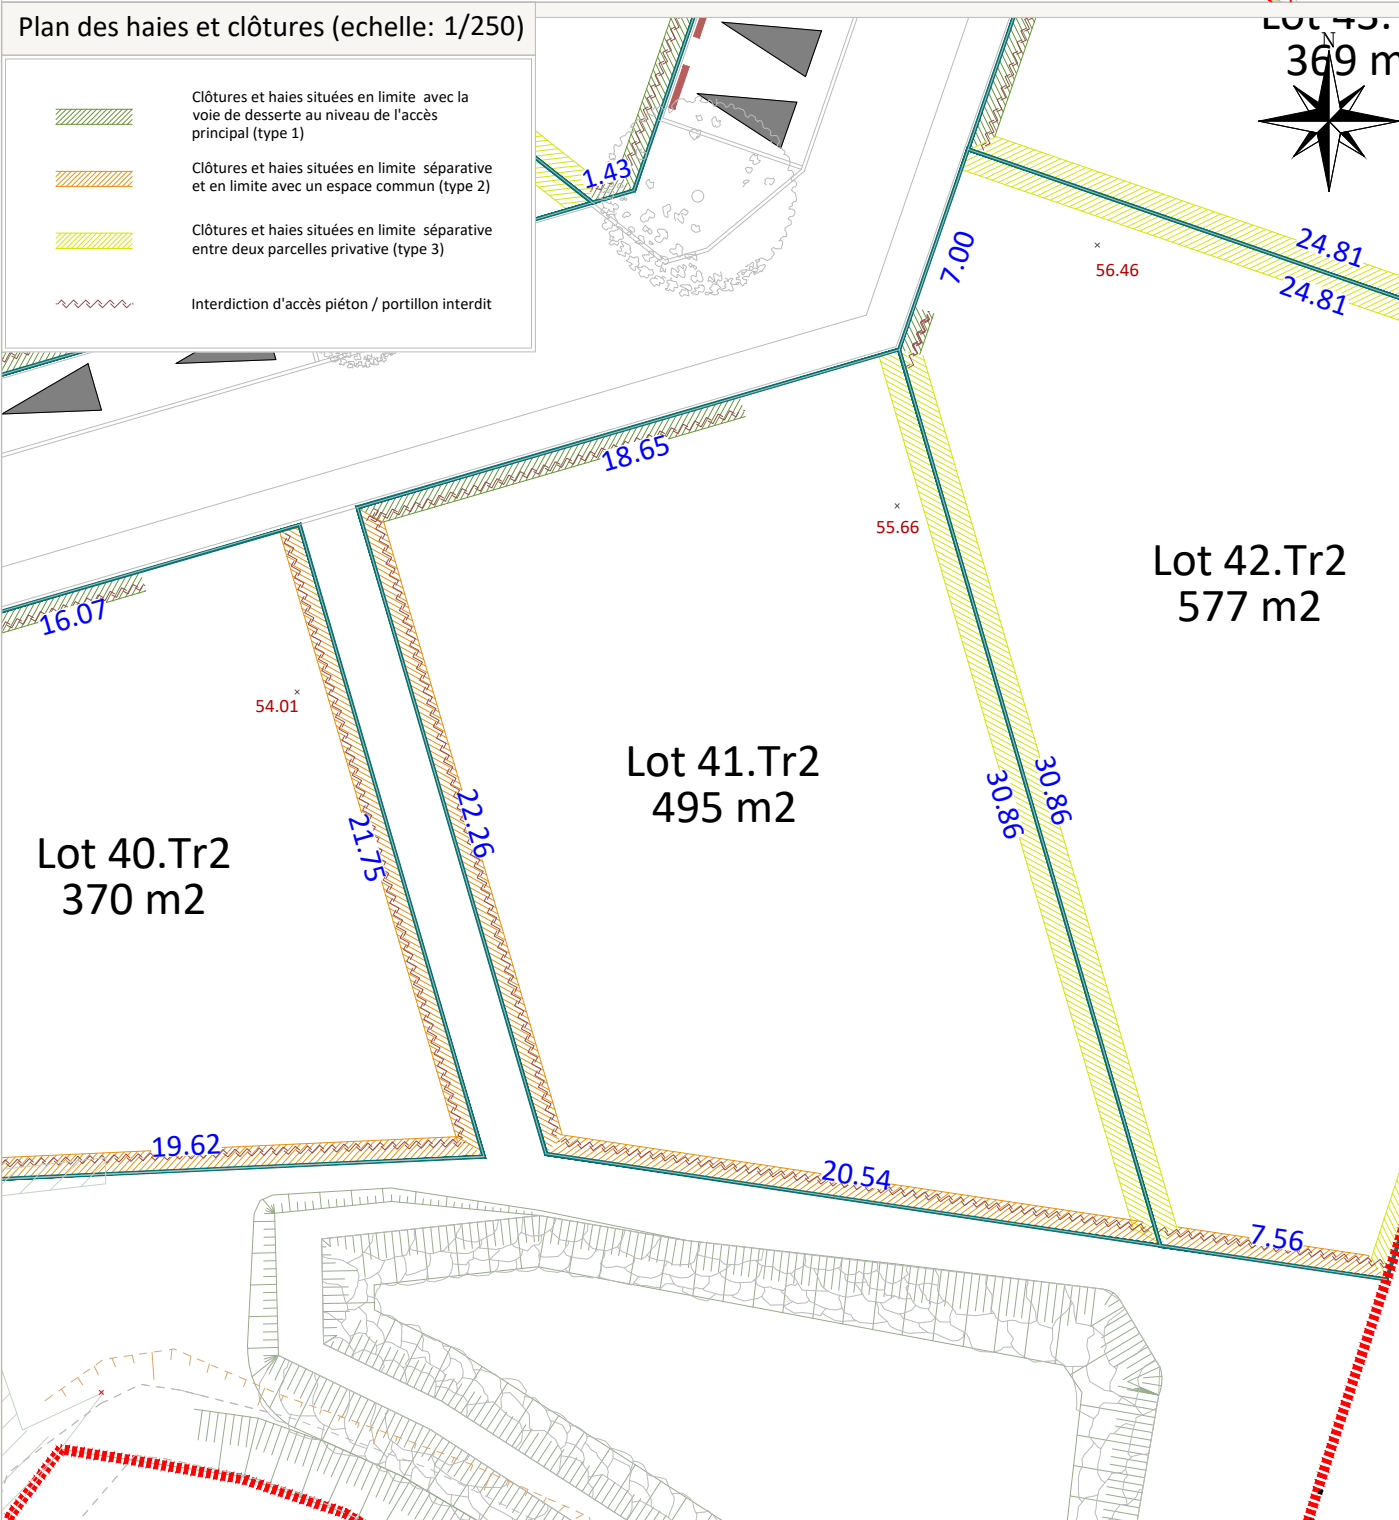 Plan des haies et clôtures (echelle: 1/250)
Clôtures et haies situées en limite avec la
voie de desserte au niveau de l'accès
principal (type 1)
Clôtures et haies situées en limite séparative
et en limite avec un espace commun (type 2)
Clôtures et haies situées en limite séparative
entre deux parcelles privative (type 3)
Interdiction d'accès piéton / portillon interdit
369 m
N
1.43
7.00
56.46
24.81
24.81
18.65
55.66
16.07
54.01
Lot 42.Tr2
577 m2
Lot 41.Tr2
495 m2
30.86
30.86
22.26
21.75
Lot 40.Tr2
370 m2
19.62
20.54
7.56